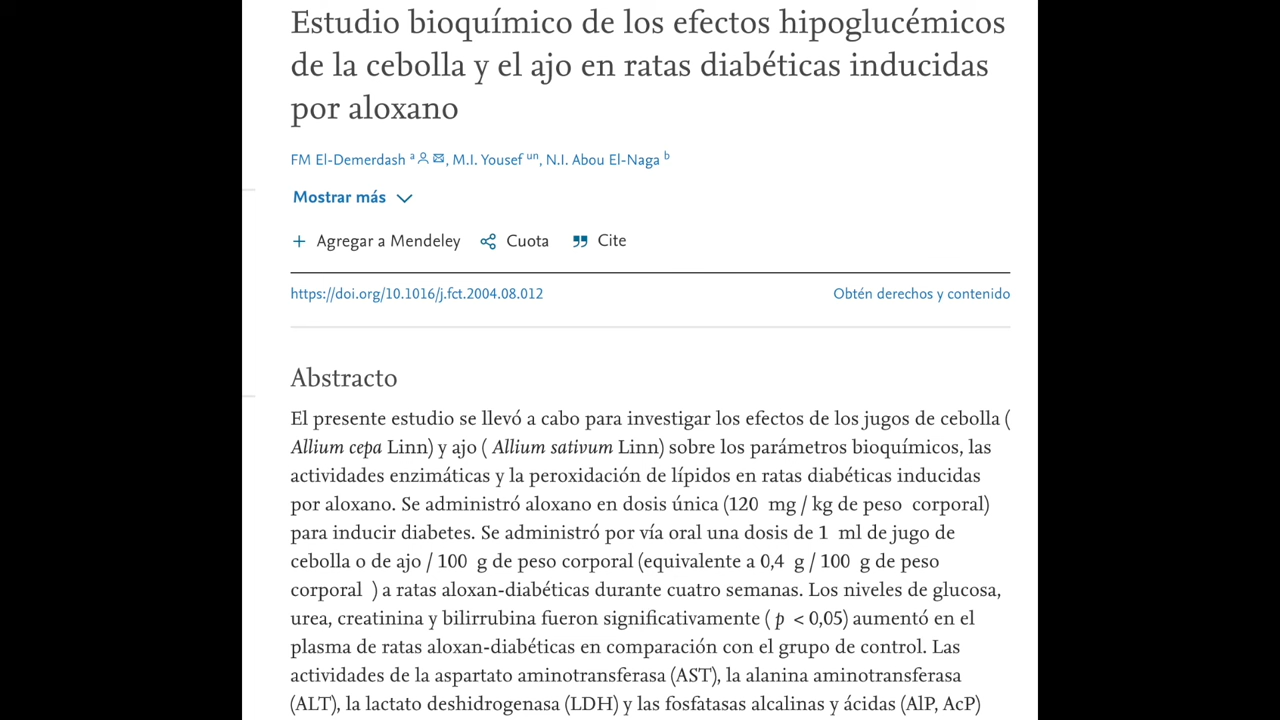 Estudio bioquímico de los efectos hipoglucémicos
de la cebolla y el ajo en ratas diabéticas inducidas
por aloxano
FM El-Demerdash a, M.I. Yousef un, N.I. Abou El-Naga b
Mostrar más
+ Agregar a Mendeley Cuota Cite
https://doi.org/10.1016/j.fct.2004.08.012 Obtén derechos y contenido
Abstracto
El presente estudio se llevó a cabo para investigar los efectos de los jugos de cebolla (
Allium cepa Linn) y ajo ( Allium sativum Linn) sobre los parámetros bioquímicos, las
actividades enzimáticas y la peroxidación de lípidos en ratas diabéticas inducidas
por aloxano. Se administró aloxano en dosis única (120 mg / kg de peso corporal)
para inducir diabetes. Se administró por vía oral una dosis de 1 ml de jugo de
cebolla o de ajo / 100 g de peso corporal (equivalente a 0,4 g / 100 g de peso
corporal ) a ratas aloxan-diabéticas durante cuatro semanas. Los niveles de glucosa,
urea, creatinina y bilirrubina fueron significativamente ( p < 0,05) aumentó en el
plasma de ratas aloxan-diabéticas en comparación con el grupo de control. Las
actividades de la aspartato aminotransferasa (AST), la alanina aminotransferasa
(ALT), la lactato deshidrogenasa (LDH) y las fosfatasas alcalinas y ácidas (AlP, AcP)